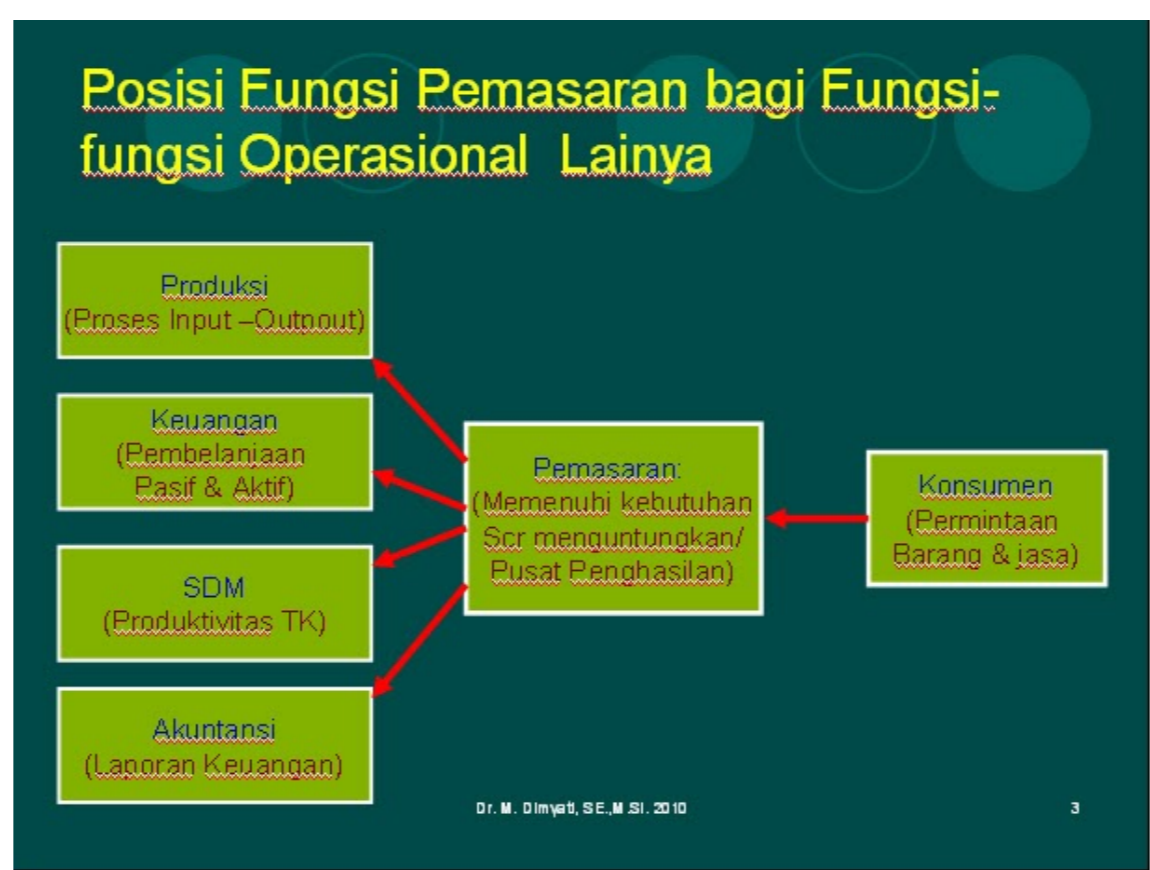 Posisi Fungsi Pemasaran bagi Fungsi-
fungsi Operasional Lainya
Produksi
(Proses Input –Outpout)
Keuangan
(Pembelanjaan
Pasif & Aktif)
SDM
(Produktivitas TK)
Akuntansi
(Laporan Keuangan)
Pemasaran:
(Memenuhi kebutuhan
Scr menguntungkan/
Pusat Penghasilan)
Konsumen
(Permintaan
Barang & jasa)
Dr. M. Dimyati, SE.,M.SI. 2010
3